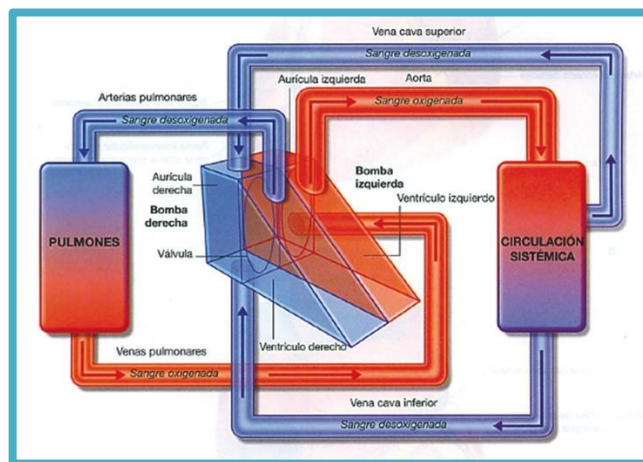 Vena cava superior
Sangre desoxigenada
Aurícula izquierda
Aorta
Sangre oxigenada
Arterias pulmonares
Sangre desoxigenada
Aurícula
derecha
Bomba
derecha
Válvula
Bomba
izquierda
Ventrículo izquierdo
PULMONES
CIRCULACIÓN
SISTÉMICA
Ventrículo derecho
Venas pulmonares
Sangre oxigenada
Vena cava inferior
Sangre desoxigenada